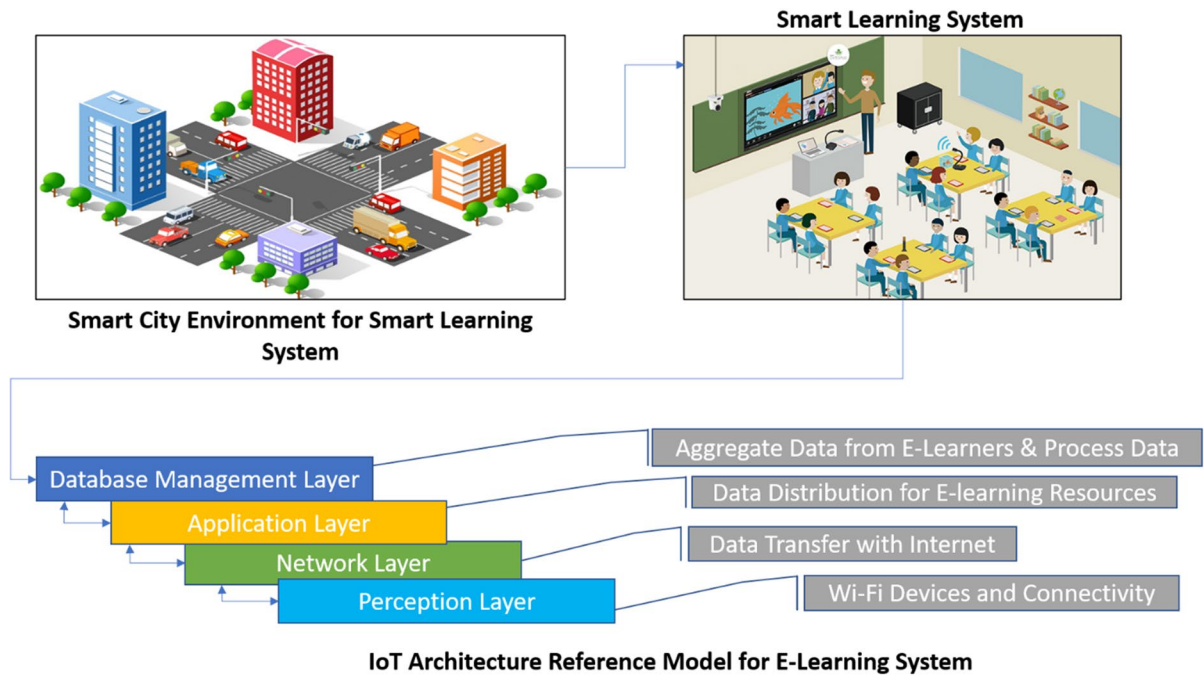 Smart Learning System
Smart City Environment for Smart Learning
System
Database Management Layer
Aggregate Data from E-Learners & Process Data
Application Layer
Data Distribution for E-learning Resources
Network Layer
Data Transfer with Internet
Perception Layer
Wi-Fi Devices and Connectivity
IoT Architecture Reference Model for E-Learning System